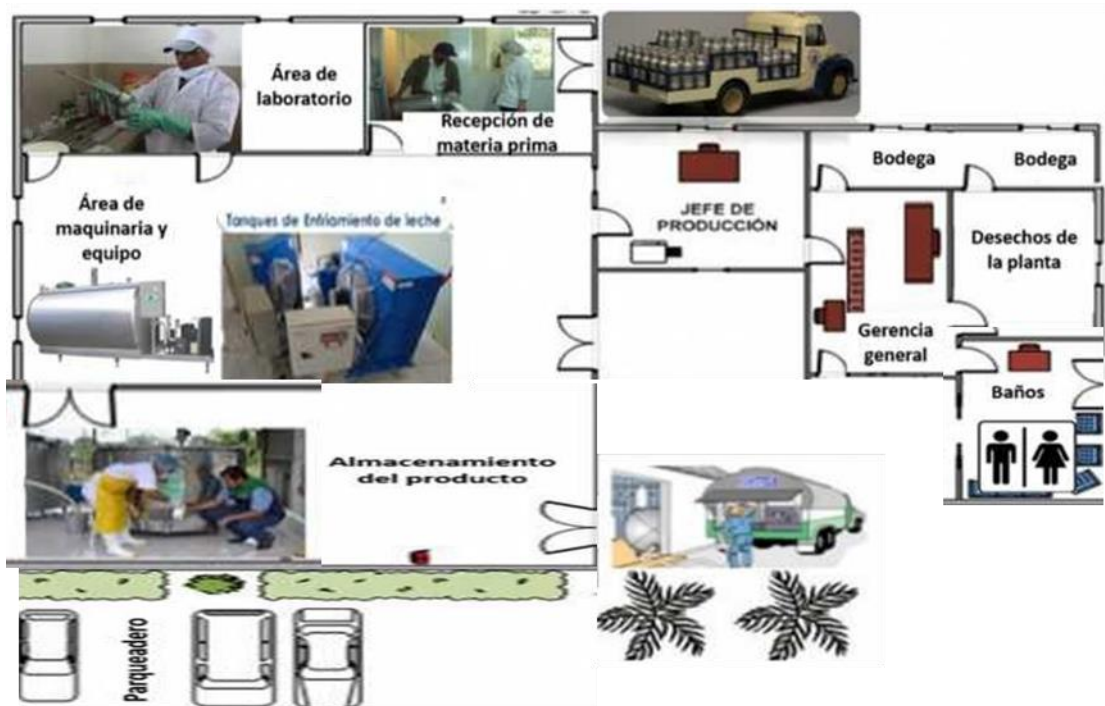 Área de
laboratorio
Recepción de
materia prima
Bodega
Bodega
JEFE DE
PRODUCCIÓN
Área de
maquinaria y
equipo
Tanques de Enfriamiento de leche
Desechos de
la planta
Gerencia
general
Baños
Almacenamiento
del producto
Parqueadero